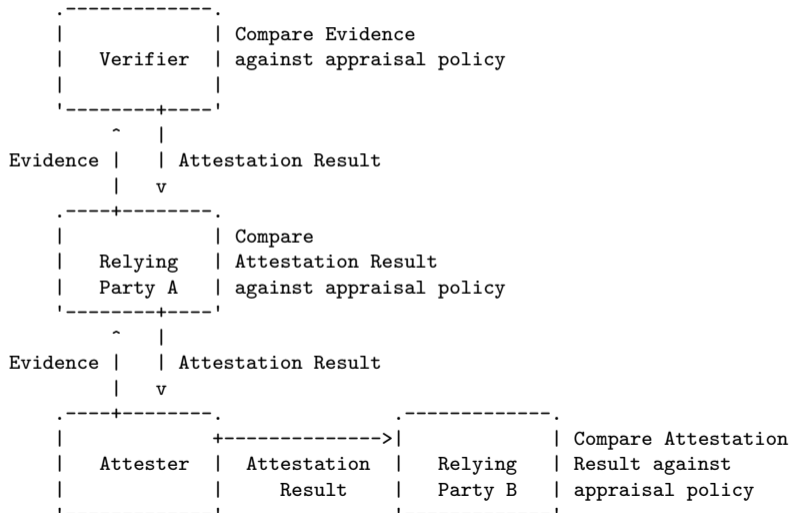 Compare Evidence
Verifier against appraisal policy
Evidence Attestation Result
Compare
Relying Attestation Result
Party A against appraisal policy
Evidence Attestation Result
Compare Attestation
Attester Attestation Relying Result against
Result Party B appraisal policy